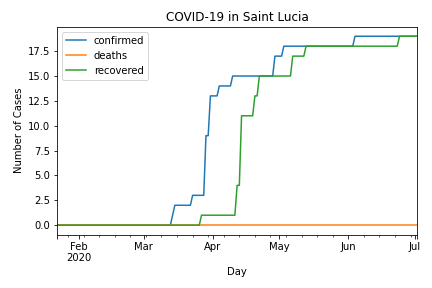 COVID-19 in Saint Lucia
confirmed
deaths
recovered
Number of Cases
17.5
15.0
12.5
10.0
7.5
5.0
2.5
0.0
Feb Mar Apr May Jun Jul
2020
Day